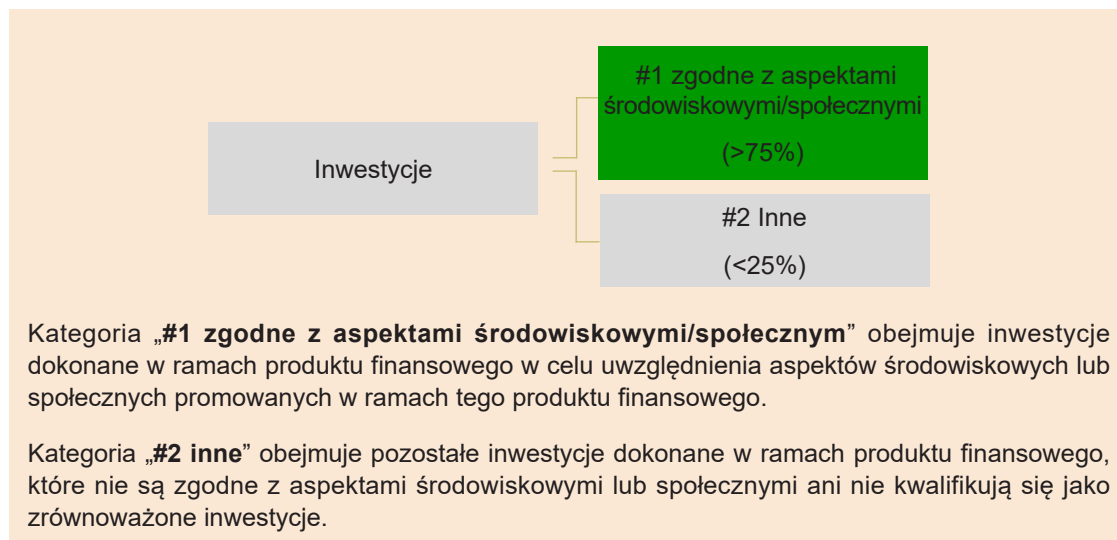 #1 zgodne z aspektami
środowiskowymi/społecznymi
(>75%)
Inwestycje
#2 Inne
(<25%)
Kategoria „#1 zgodne z aspektami środowiskowymi/społecznym” obejmuje inwestycje
dokonane w ramach produktu finansowego w celu uwzględnienia aspektów środowiskowych lub
społecznych promowanych w ramach tego produktu finansowego.
Kategoria „#2 inne” obejmuje pozostałe inwestycje dokonane w ramach produktu finansowego,
które nie są zgodne z aspektami środowiskowymi lub społecznymi ani nie kwalifikują się jako
zrównoważone inwestycje.